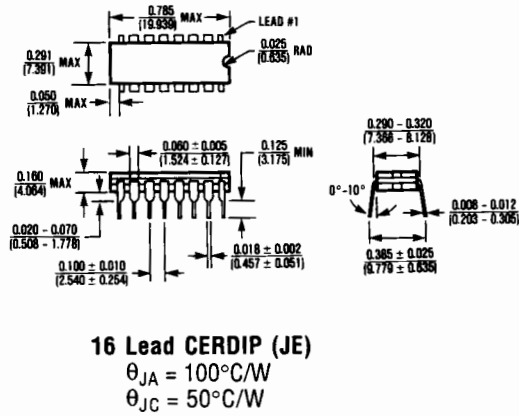 0.785
(19.939) MAX
LEAD #1
0.291
(7.391) MAX
0.025
(0.635) RAD
0.050
(1.270) MAX
0.060 ± 0.005
(1.524 ± 0.127)
0.125
(3.175) MIN
0.160
(4.064) MAX
0.020 - 0.070
(0.508 - 1.778)
0.018 ± 0.002
(0.457 ± 0.051)
0.100 ± 0.010
(2.540 ± 0.254)
0.290 - 0.320
(7.366 - 8.128)
0°-10°
0.008 - 0.012
(0.203 - 0.305)
0.385 ± 0.025
(9.779 ± 0.635)
16 Lead CERDIP (JE)
θJA = 100°C/W
θJC = 50°C/W